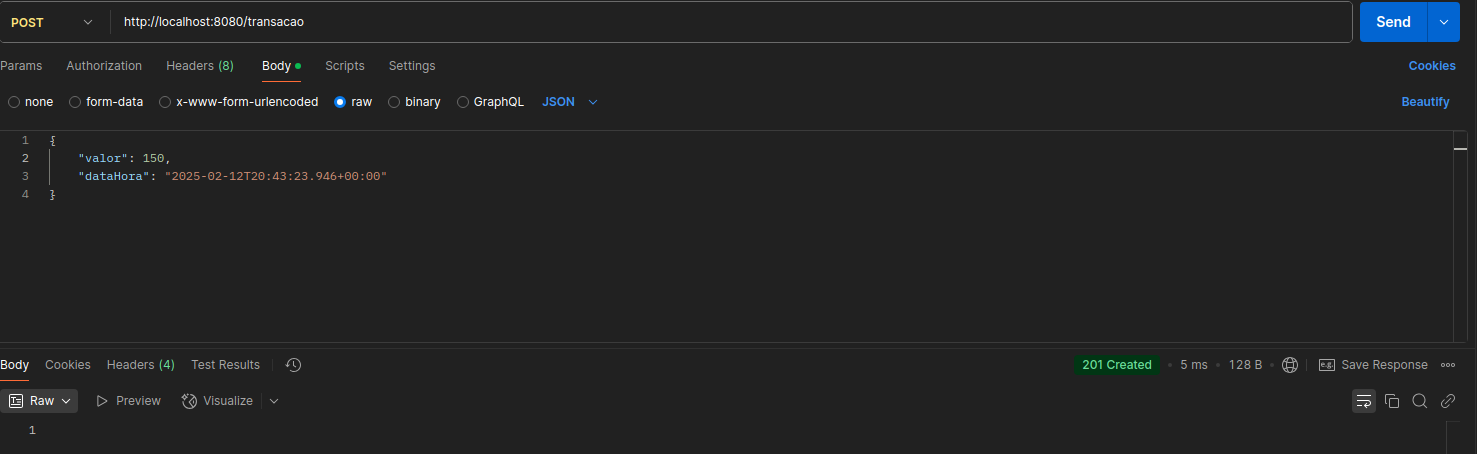 POST http://localhost:8080/transacao Send
Params Authorization Headers (8) Body Scripts Settings Cookies
none form-data x-www-form-urlencoded raw binary GraphQL JSON Beautify
1 {
2 "valor": 150,
3 "dataHora": "2025-02-12T20:43:23.946+00:00"
4 }
Body Cookies Headers (4) Test Results 201 Created • 5 ms • 128 B • e.g. Save Response
Raw Preview Visualize
1